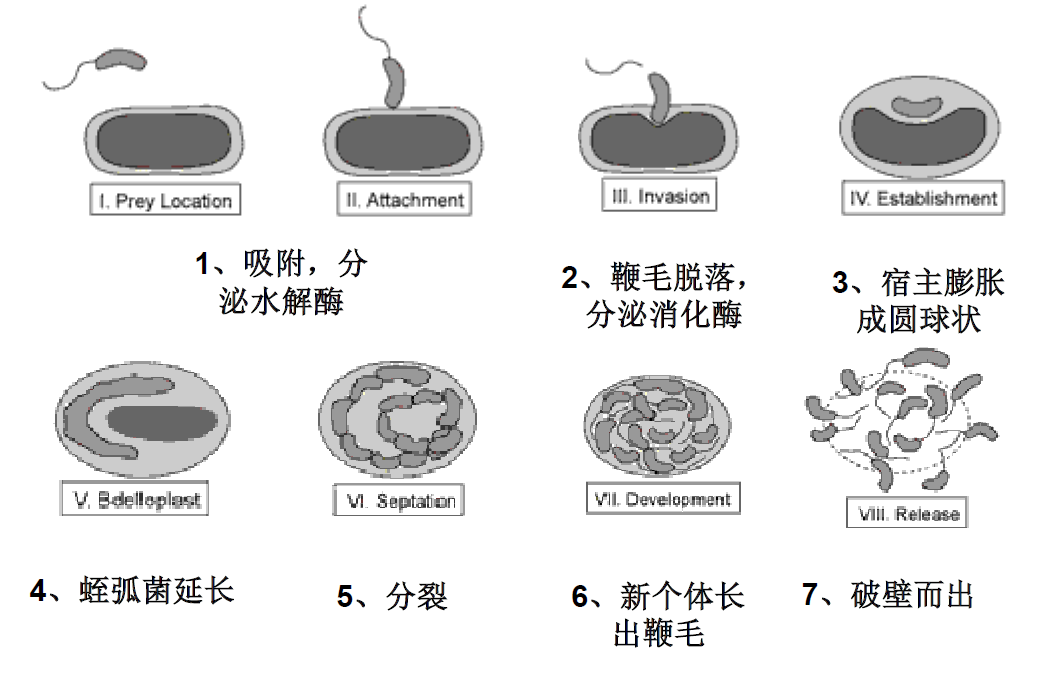 I. Prey Location
II. Attachment
III. Invasion
IV. Establishment
1、吸附，分
泌水解酶
2、鞭毛脱落，
分泌消化酶
3、宿主膨胀
成圆球状
V. Bdelloplast
VI. Septation
VII. Development
VIII. Release
4、蛭弧菌延长
5、分裂
6、新个体长
出鞭毛
7、破壁而出